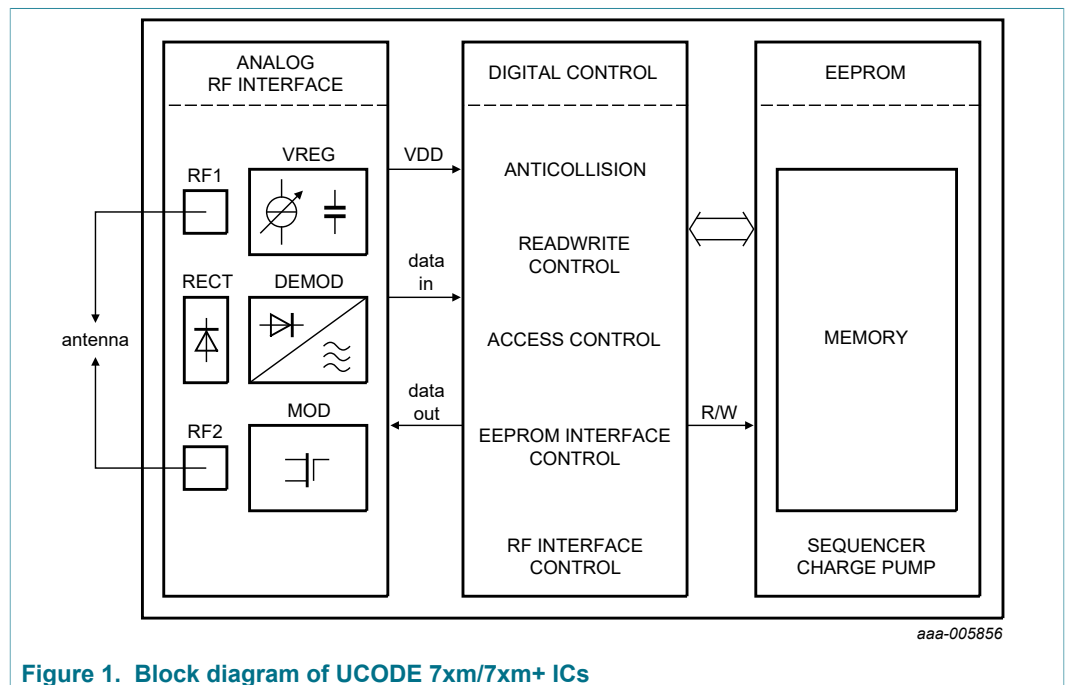 ANALOG
RF INTERFACE
DIGITAL CONTROL
EEPROM
VREG
RF1
VDD
ANTICOLLISION
READWRITE
CONTROL
data
in
RECT
DEMOD
antenna
ACCESS CONTROL
MEMORY
data
out
MOD
RF2
R/W
EEPROM INTERFACE
CONTROL
RF INTERFACE
CONTROL
SEQUENCER
CHARGE PUMP
aaa-005856
Figure 1. Block diagram of UCODE 7xm/7xm+ ICs